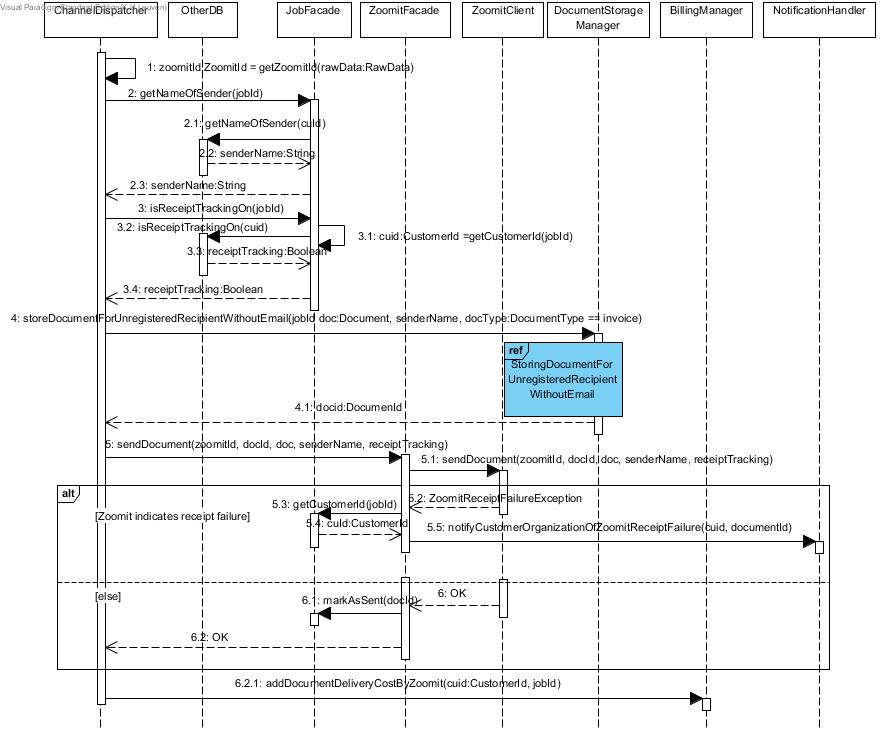 ChannelDispatcher
OtherDB
JobFacade
ZoomitFacade
ZoomitClient
DocumentStorage
Manager
BillingManager
NotificationHandler
1: zoomitId:ZoomitId = getZoomitId(rawData:RawData)
2: getNameOfSender(jobId)
2.1: getNameOfSender(cuId)
2.2: senderName:String
2.3: senderName:String
3: isReceiptTrackingOn(jobId)
3.2: isReceiptTrackingOn(cuid)
3.1: cuid:CustomerId =getCustomerId(jobId)
3.3: receiptTracking:Boolean
3.4: receiptTracking:Boolean
4: storeDocumentForUnregisteredRecipientWithoutEmail(jobId doc:Document, senderName, docType:DocumentType == invoice)
ref
StoringDocumentFor
UnregisteredRecipient
WithoutEmail
4.1: docid:DocumenId
5: sendDocument(zoomitId, docId, doc, senderName, receiptTracking)
5.1: sendDocument(zoomitId, docId, doc, senderName, receiptTracking)
alt
5.2: ZoomitReceiptFailureException
5.3: getCustomerId(jobId)
[Zoomit indicates receipt failure]
5.4: cuId:CustomerId
5.5: notifyCustomerOrganizationOfZoomitReceiptFailure(cuid, documentId)
[else]
6: OK
6.1: markAsSent(docId)
6.2: OK
6.2.1: addDocumentDeliveryCostByZoomit(cuid:CustomerId, jobId)